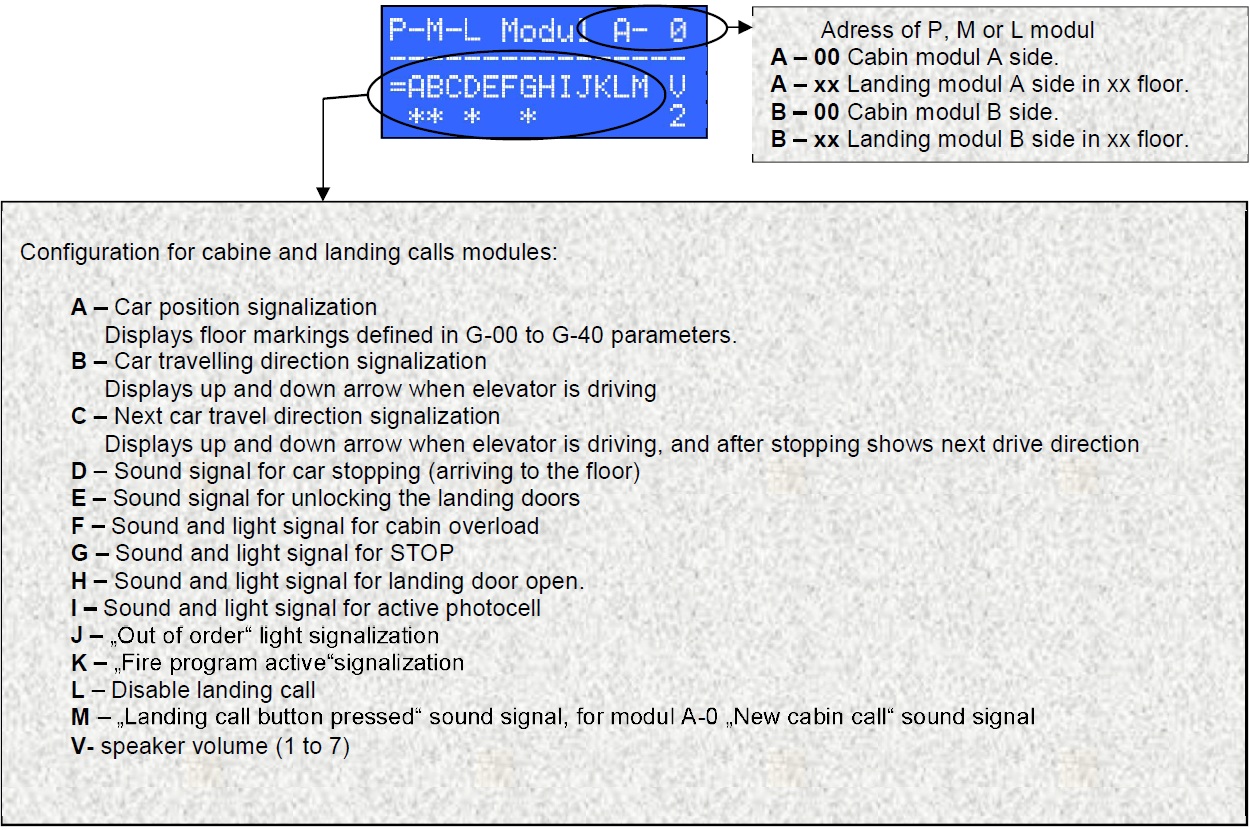 P-M-L Modul A- 0
----------------
=ABCDEFGHIJKLM V
** *  *        2
Adress of P, M or L modul
A – 00 Cabin modul A side.
A – xx Landing modul A side in xx floor.
B – 00 Cabin modul B side.
B – xx Landing modul B side in xx floor.
Configuration for cabine and landing calls modules:
A – Car position signalization
Displays floor markings defined in G-00 to G-40 parameters.
B – Car travelling direction signalization
Displays up and down arrow when elevator is driving
C – Next car travel direction signalization
Displays up and down arrow when elevator is driving, and after stopping shows next drive direction
D – Sound signal for car stopping (arriving to the floor)
E – Sound signal for unlocking the landing doors
F – Sound and light signal for cabin overload
G – Sound and light signal for STOP
H – Sound and light signal for landing door open.
I – Sound and light signal for active photocell
J – „Out of order“ light signalization
K – „Fire program active“signalization
L – Disable landing call
M – „Landing call button pressed“ sound signal, for modul A-0 „New cabin call“ sound signal
V- speaker volume (1 to 7)